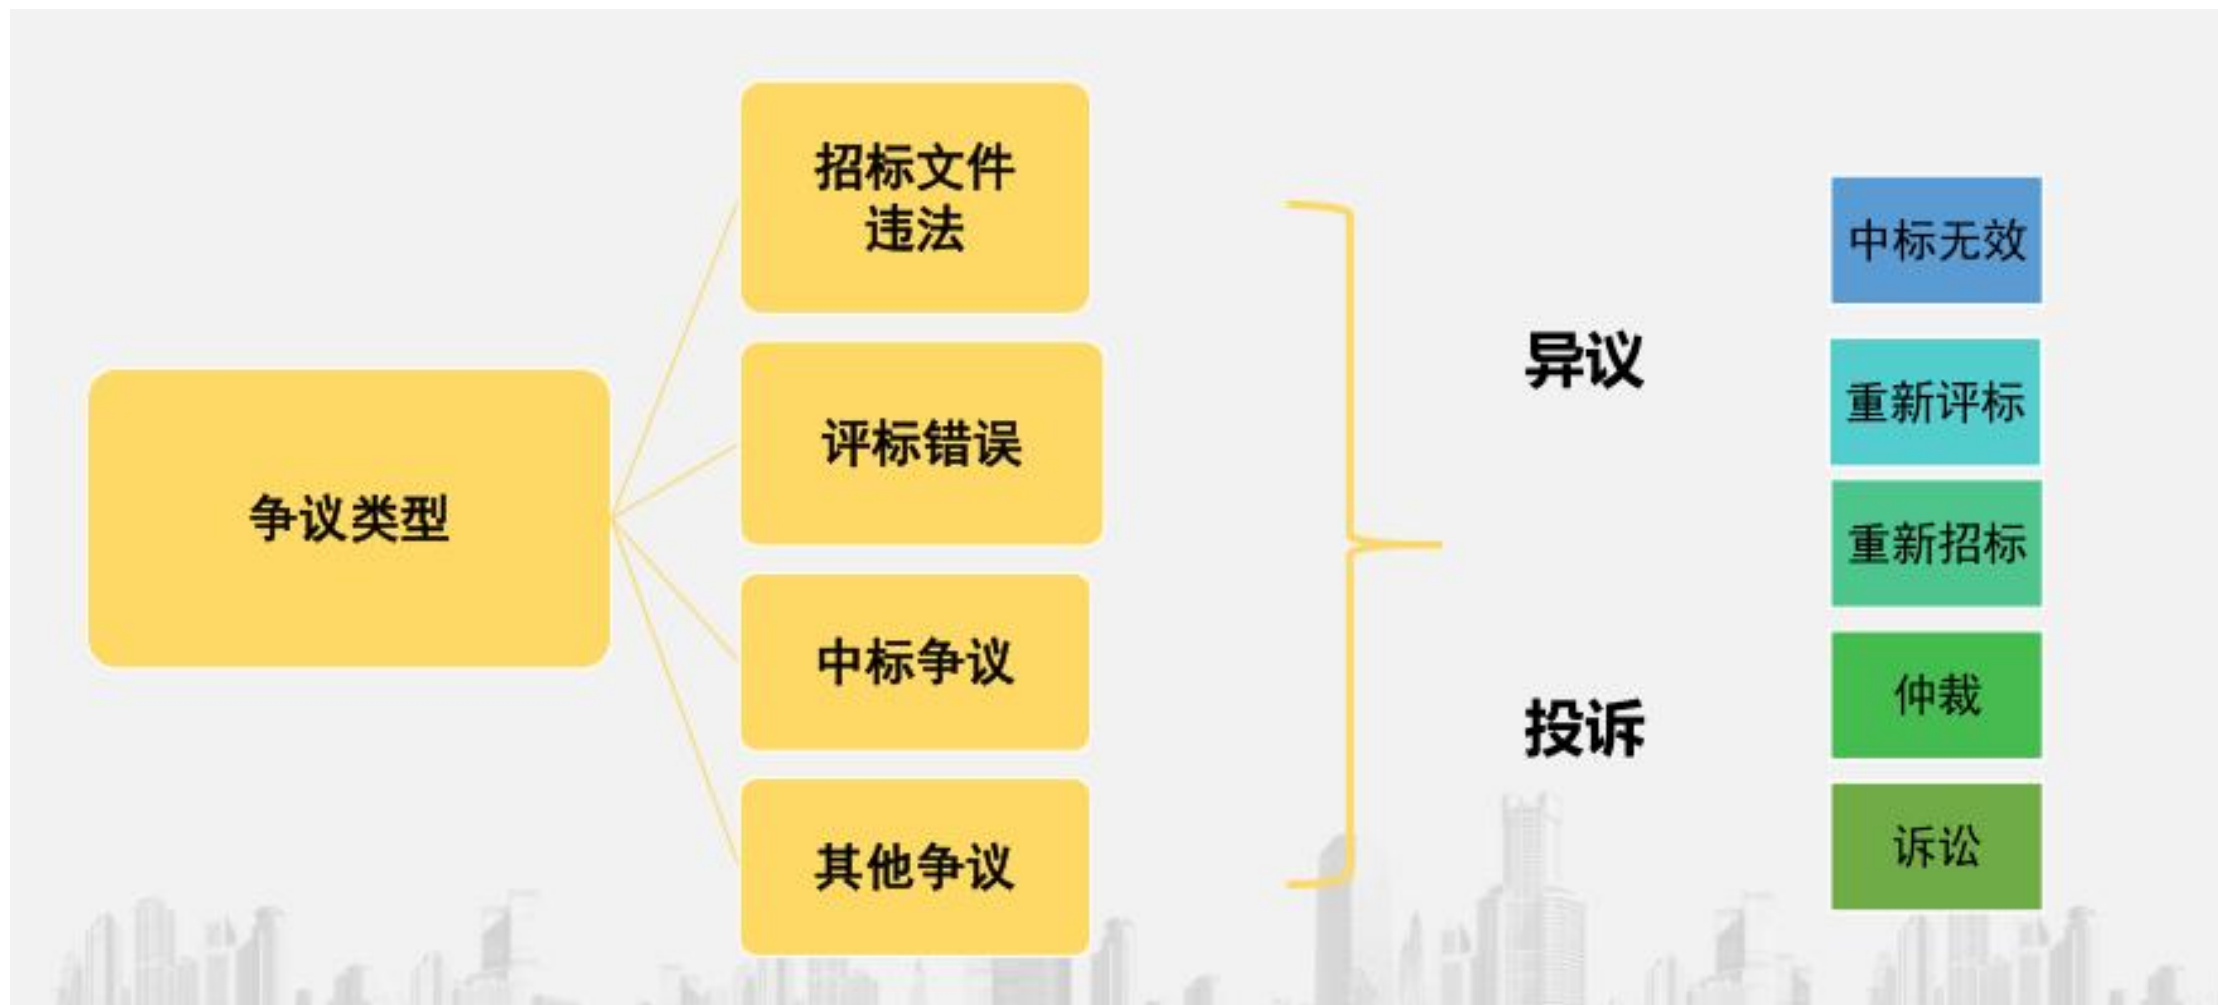 争议类型
招标文件
违法
评标错误
中标争议
其他争议
异议
投诉
中标无效
重新评标
重新招标
仲裁
诉讼